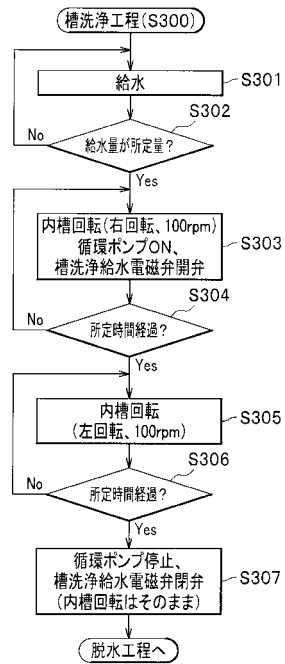 槽洗浄工程(S300)
給水
S301
S302
給水量が所定量?
No
Yes
内槽回転(右回転、100rpm)
循環ポンプON、
槽洗浄給水電磁弁開弁
S303
S304
No
所定時間経過?
Yes
内槽回転
(左回転、100rpm)
S305
S306
No
所定時間経過?
Yes
循環ポンプ停止、
槽洗浄給水電磁弁閉弁
(内槽回転はそのまま)
S307
脱水工程へ